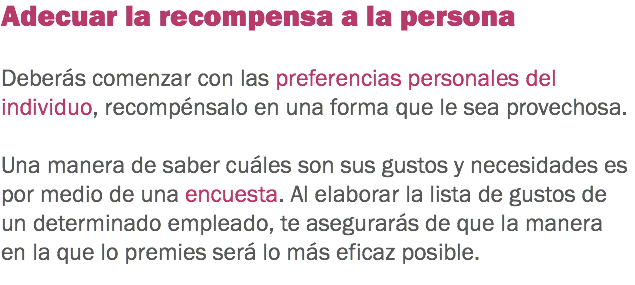 Adecuar la recompensa a la persona
Deberás comenzar con las preferencias personales del
individuo, recompénsalo en una forma que le sea provechosa.
Una manera de saber cuáles son sus gustos y necesidades es
por medio de una encuesta. Al elaborar la lista de gustos de
un determinado empleado, te asegurarás de que la manera
en la que lo premies será lo más eficaz posible.